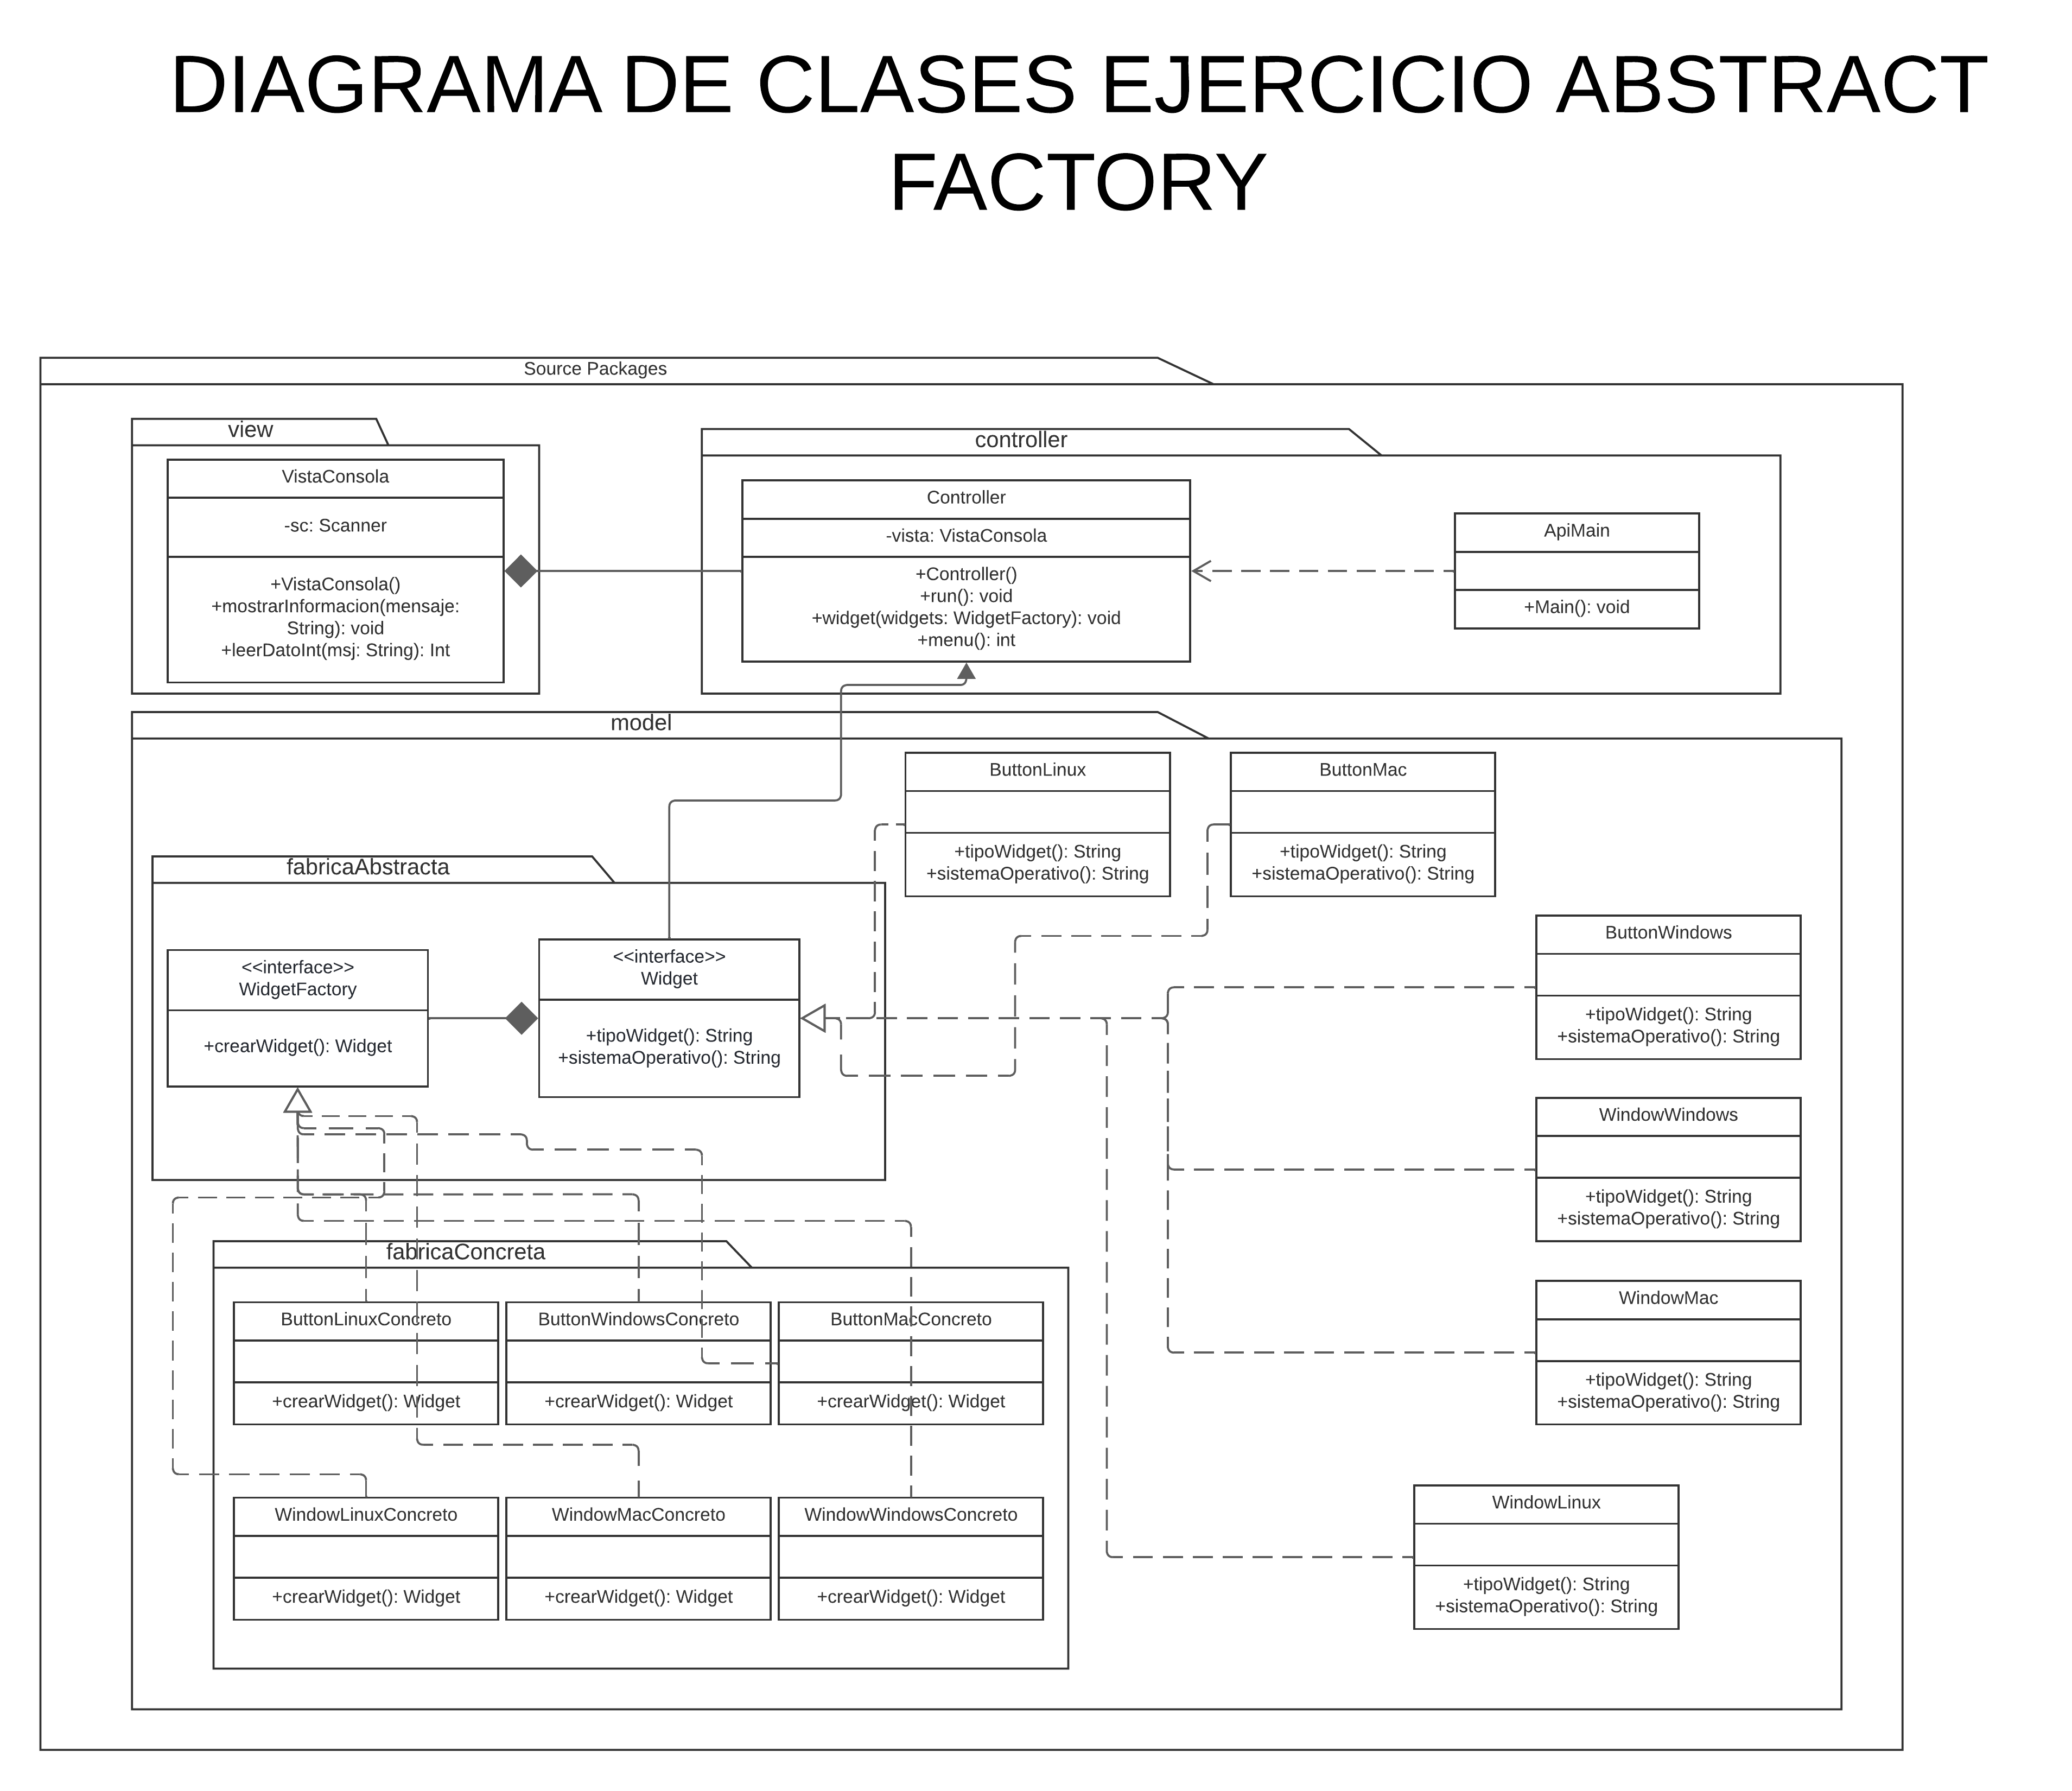 DIAGRAMA DE CLASES EJERCICIO ABSTRACT
FACTORY
Source Packages
view
VistaConsola
-sc: Scanner
+VistaConsola()
+mostrarInformacion(mensaje:
String): void
+leerDatoInt(msj: String): Int
controller
Controller
-vista: VistaConsola
+Controller()
+run(): void
+widget(widgets: WidgetFactory): void
+menu(): int
ApiMain
+Main(): void
model
ButtonLinux
+tipoWidget(): String
+sistemaOperativo(): String
ButtonMac
+tipoWidget(): String
+sistemaOperativo(): String
fabricaAbstracta
<<interface>>
WidgetFactory
+crearWidget(): Widget
<<interface>>
Widget
+tipoWidget(): String
+sistemaOperativo(): String
ButtonWindows
+tipoWidget(): String
+sistemaOperativo(): String
WindowWindows
+tipoWidget(): String
+sistemaOperativo(): String
WindowMac
+tipoWidget(): String
+sistemaOperativo(): String
WindowLinux
+tipoWidget(): String
+sistemaOperativo(): String
fabricaConcreta
ButtonLinuxConcreto
+crearWidget(): Widget
ButtonWindowsConcreto
+crearWidget(): Widget
ButtonMacConcreto
+crearWidget(): Widget
WindowLinuxConcreto
+crearWidget(): Widget
WindowMacConcreto
+crearWidget(): Widget
WindowWindowsConcreto
+crearWidget(): Widget